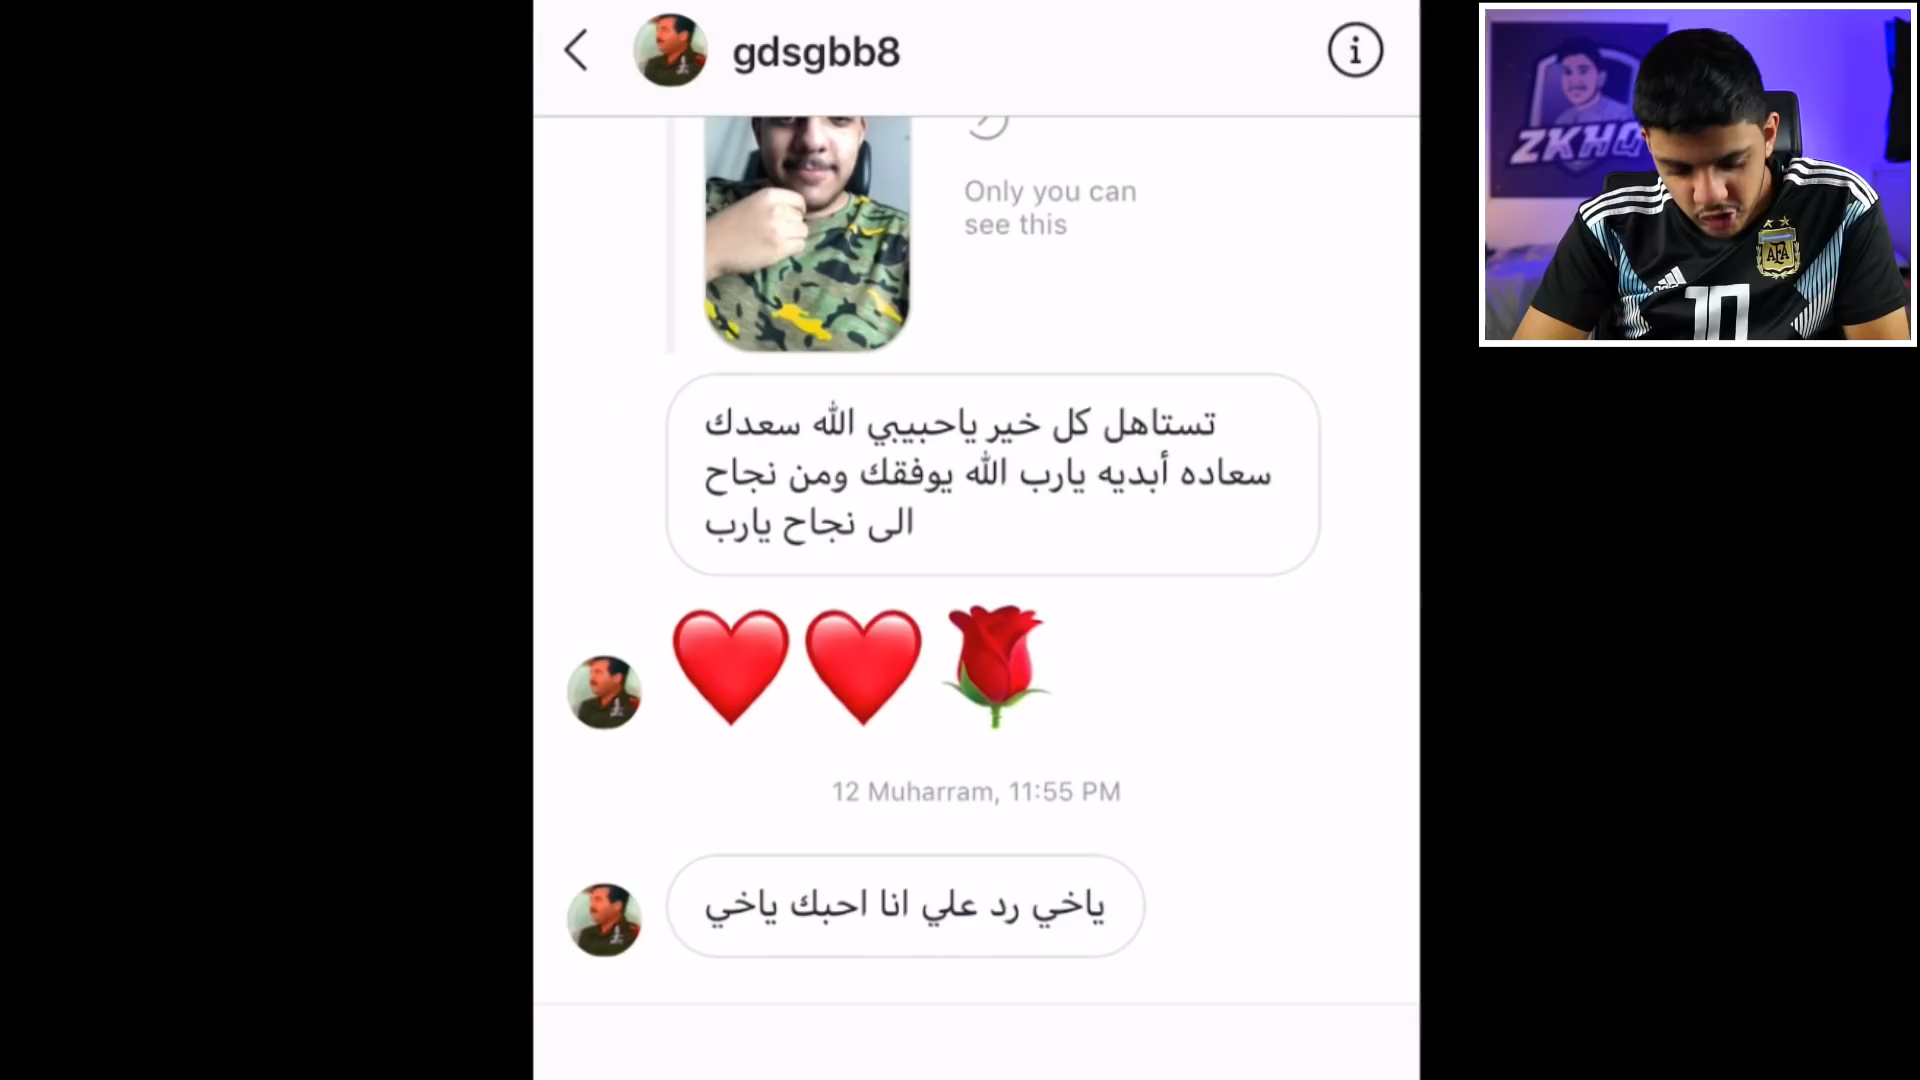 gdsgbb8
Only you can
see this
تستاهل كل خير ياحبيبي الله سعدك
سعاده أبديه يارب الله يوفقك ومن نجاح
الى نجاح يارب
12 Muharram, 11:55 PM
ياخي رد علي انا احبك ياخي
ZKHQ
AFA
adidas
10